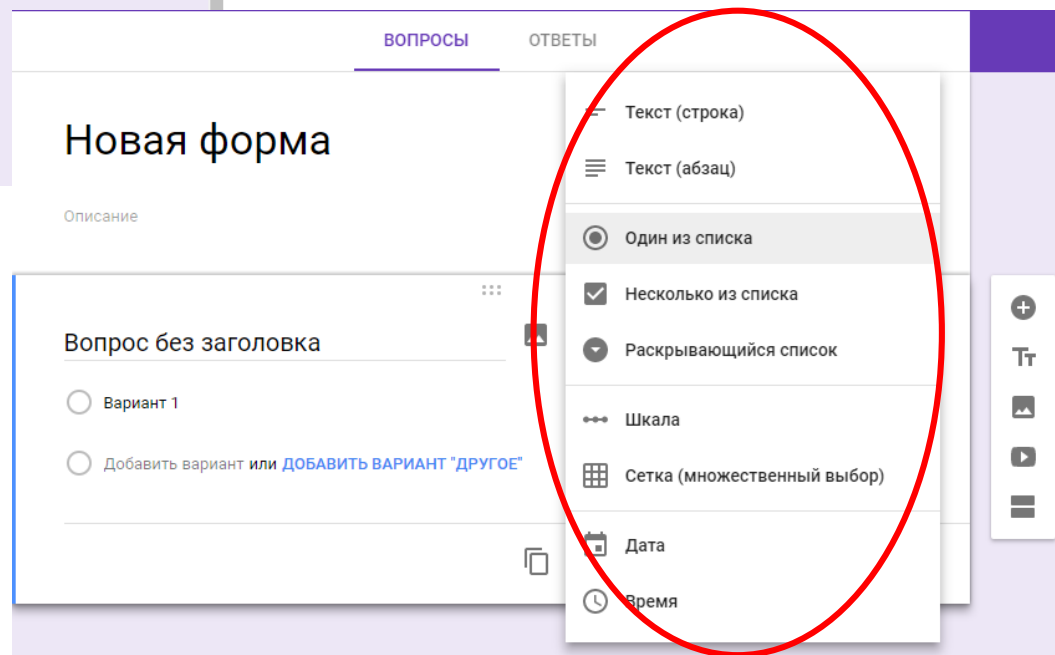 ВОПРОСЫ ОТВЕТЫ
Новая форма
Описание
Вопрос без заголовка
Вариант 1
Добавить вариант или ДОБАВИТЬ ВАРИАНТ "ДРУГОЕ"
Текст (строка)
Текст (абзац)
Один из списка
Несколько из списка
Раскрывающийся список
Шкала
Сетка (множественный выбор)
Дата
Время
Тт